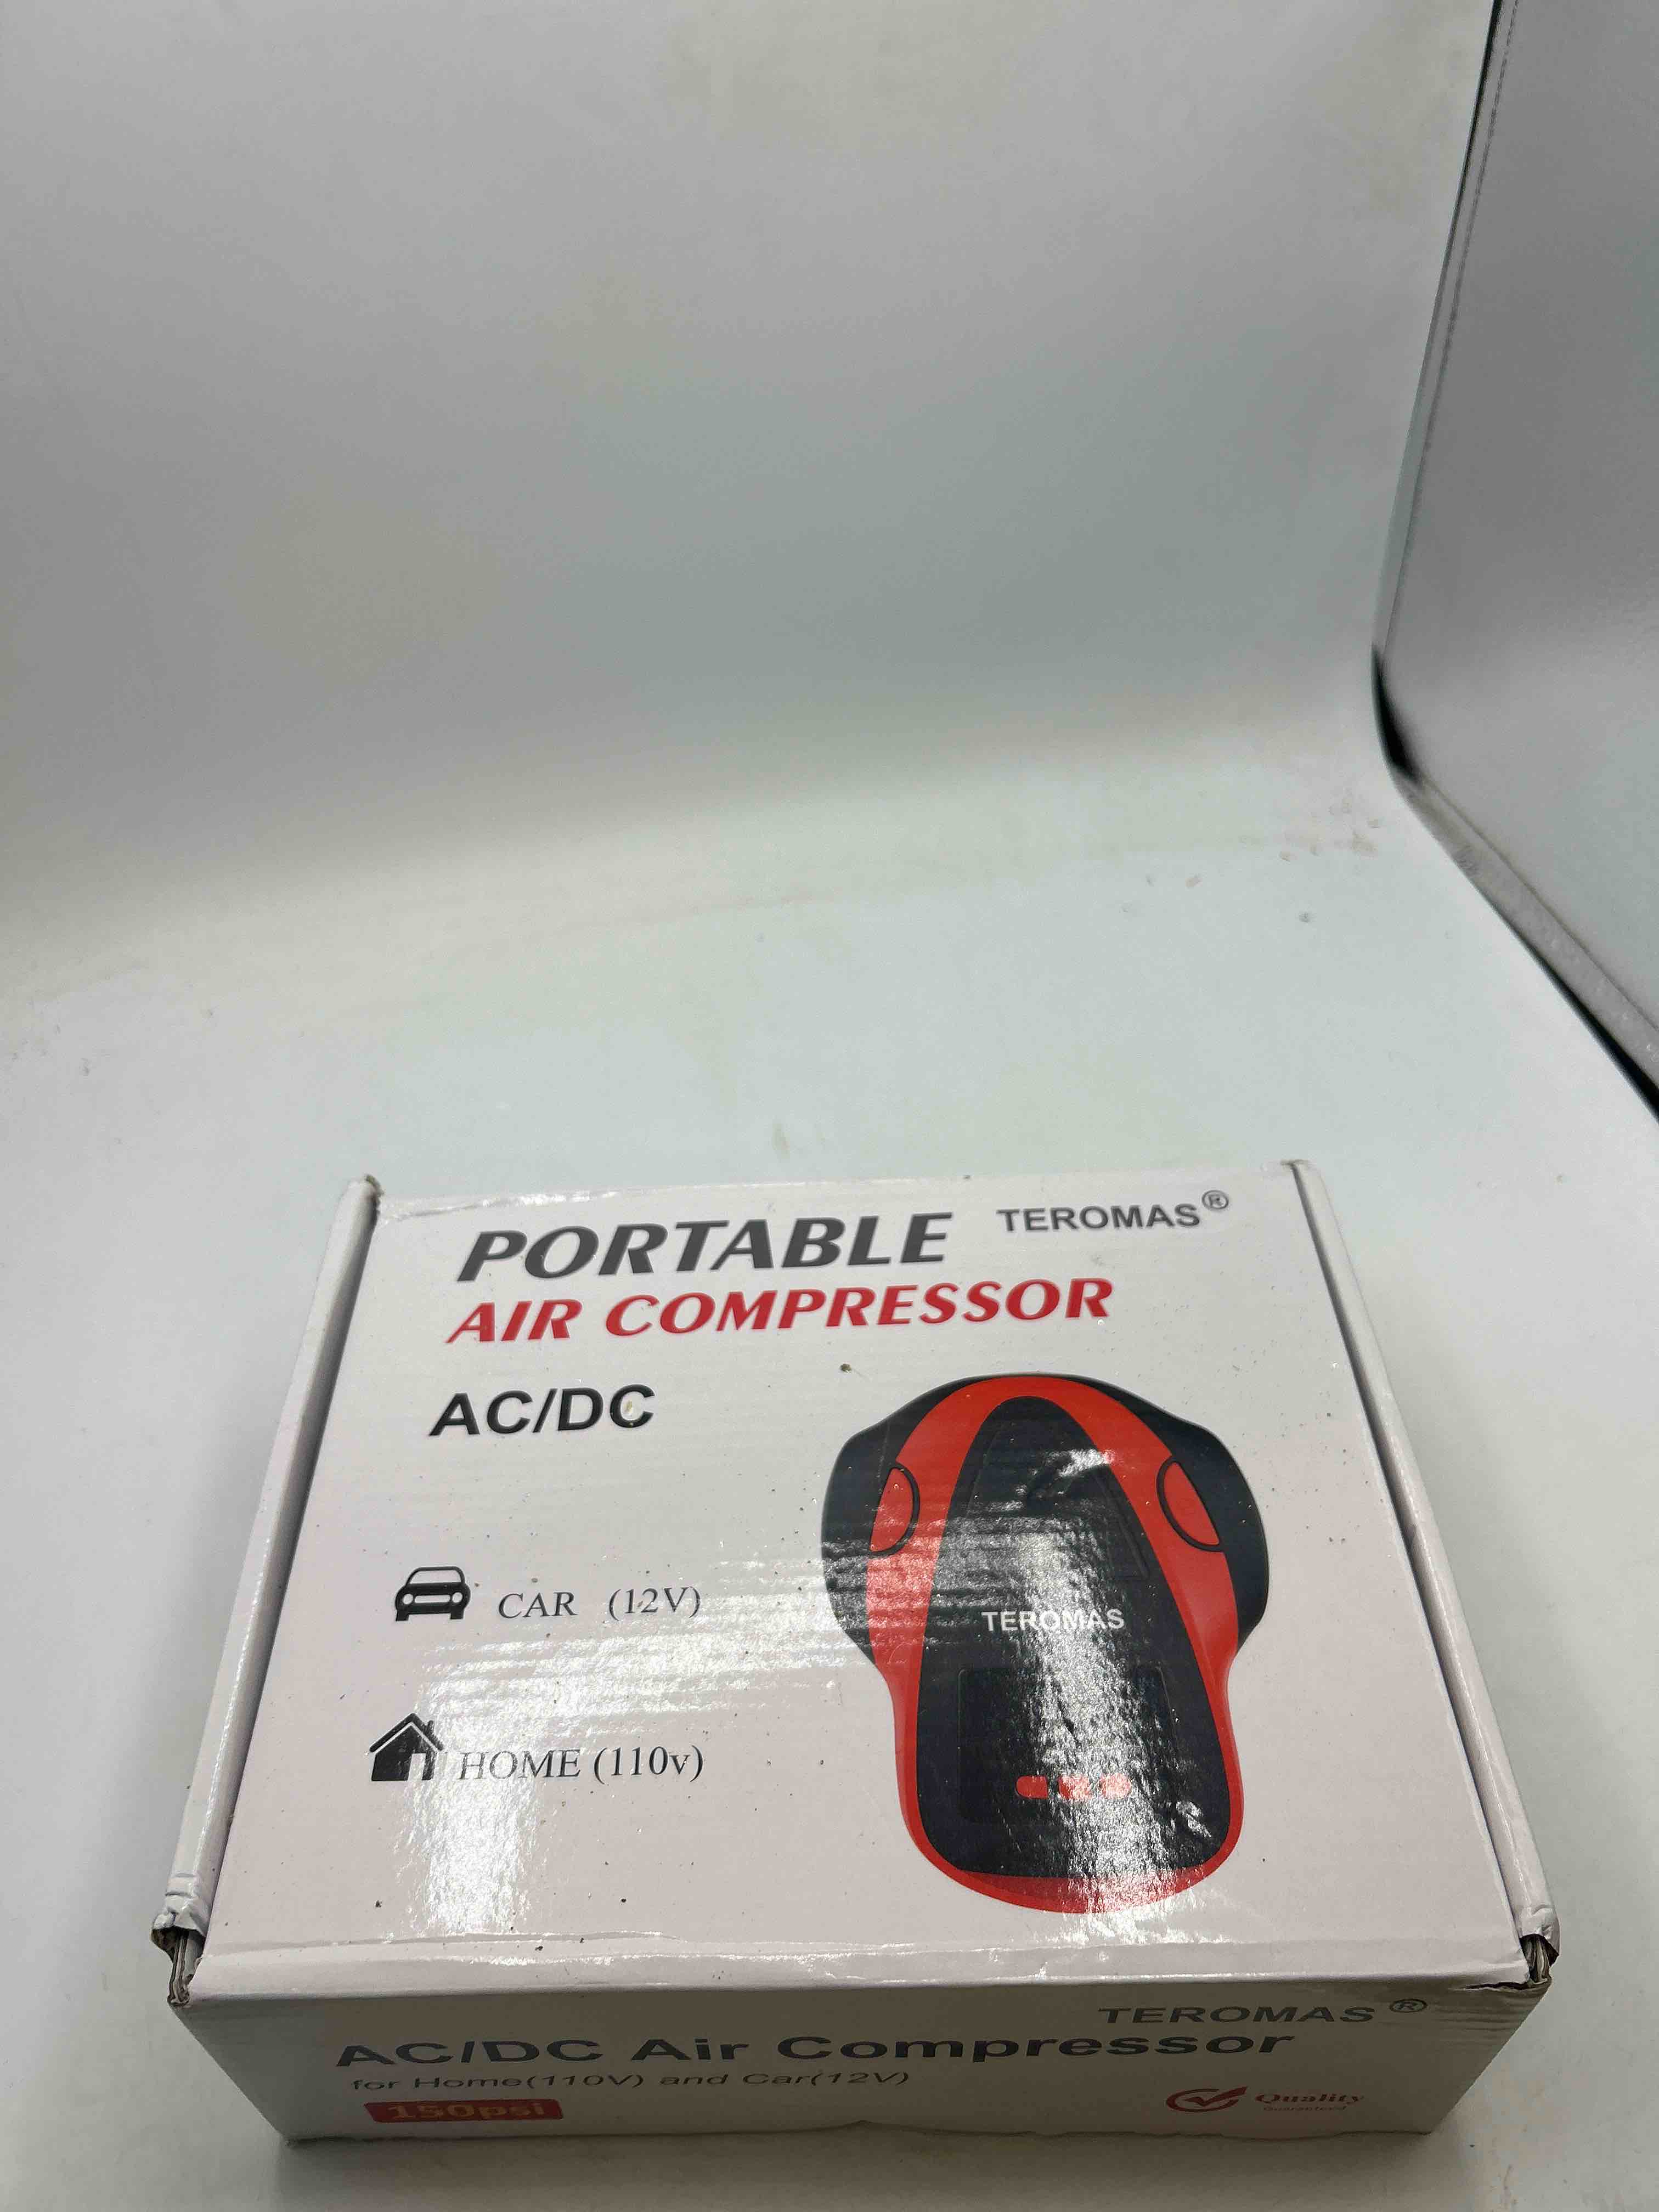 PORTABLE TEROMAS®
AIR COMPRESSOR
AC/DC
CAR (12V)
TEROMAS
HOME (110v)
TEROMAS®
AC/DC Air Compressor
for Home(110V) and Car(12V)
150psi
Quality
Guaranteed